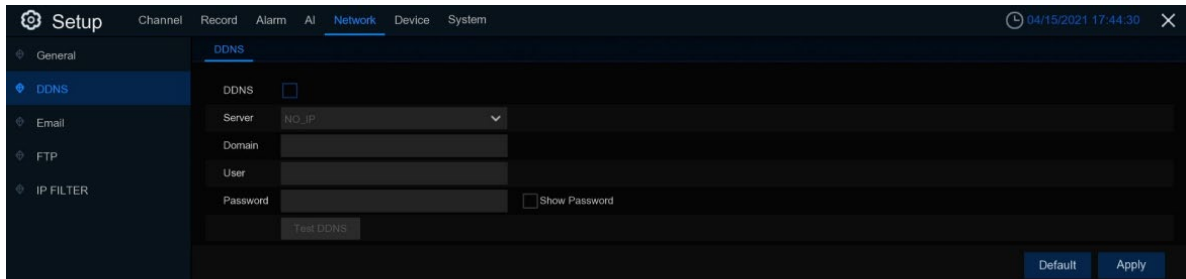 Setup Channel Record Alarm AI Network Device System 04/15/2021 17:44:30
General
DDNS
Email
FTP
IP FILTER
DDNS
DDNS
Server NO_IP
Domain
User
Password Show Password
Test DDNS
Default Apply